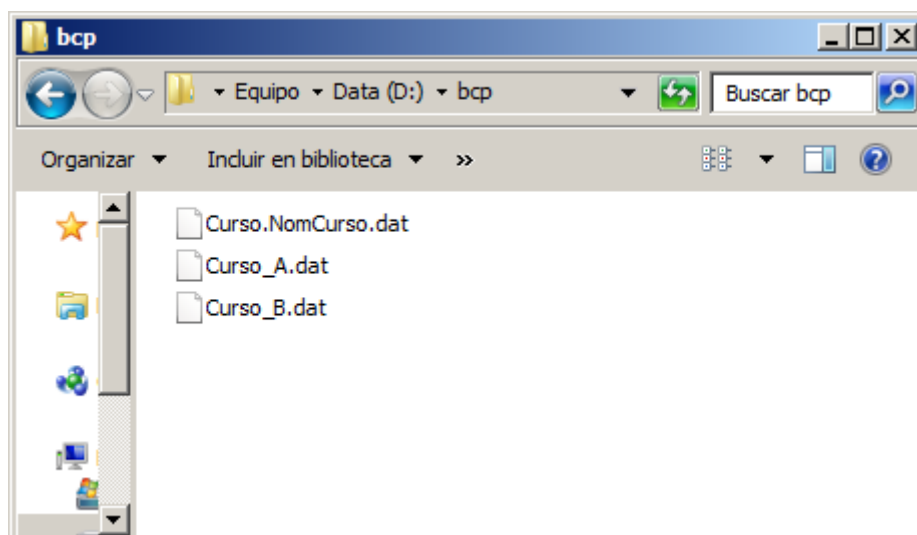 bcp
Equipo Data (D:) bcp Buscar bcp
Organizar Incluir en biblioteca »
Curso.NomCurso.dat
Curso_A.dat
Curso_B.dat